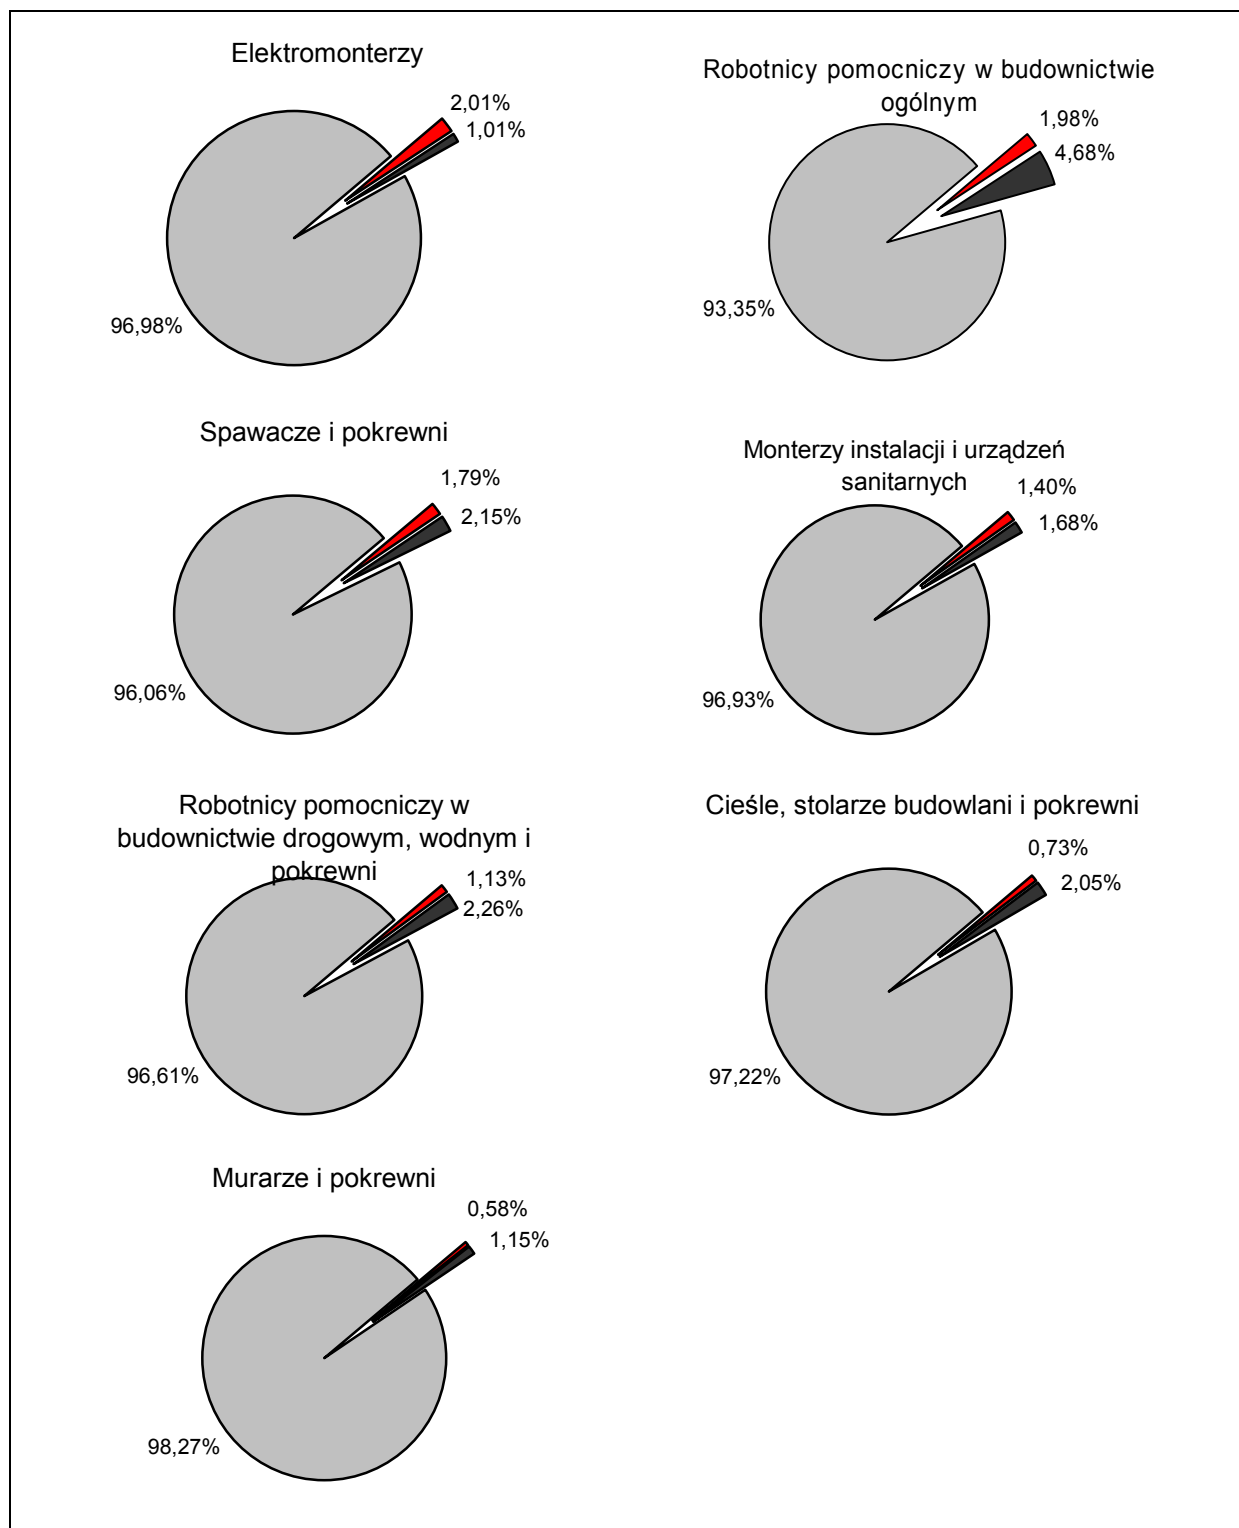 Elektromonterzy
2,01%
1,01%
96,98%
Robotnicy pomocniczy w budownictwie
ogólnym
1,98%
4,68%
93,35%
Spawacze i pokrewni
1,79%
2,15%
96,06%
Monterzy instalacji i urządzeń
sanitarnych
1,40%
1,68%
96,93%
Robotnicy pomocniczy w
budownictwie drogowym, wodnym i
pokrewni
1,13%
2,26%
96,61%
Cieśle, stolarze budowlani i pokrewni
0,73%
2,05%
97,22%
Murarze i pokrewni
0,58%
1,15%
98,27%